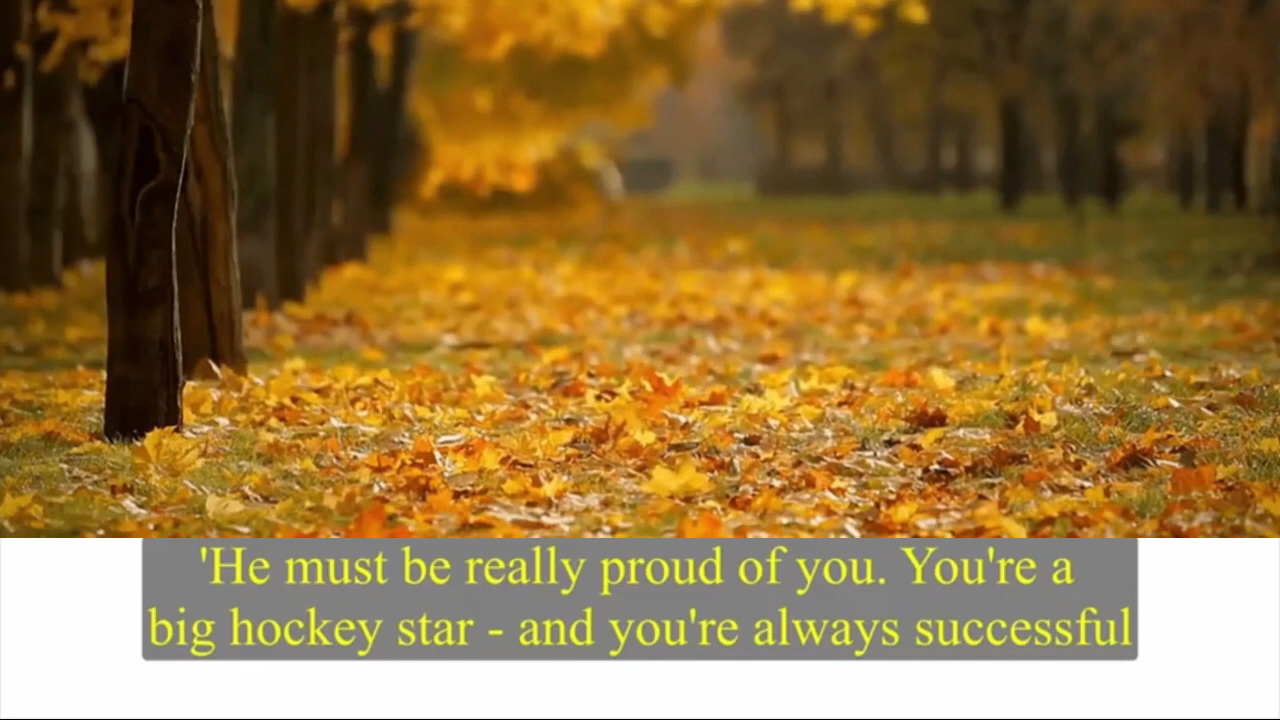 'He must be really proud of you. You're a
big hockey star - and you're always successful